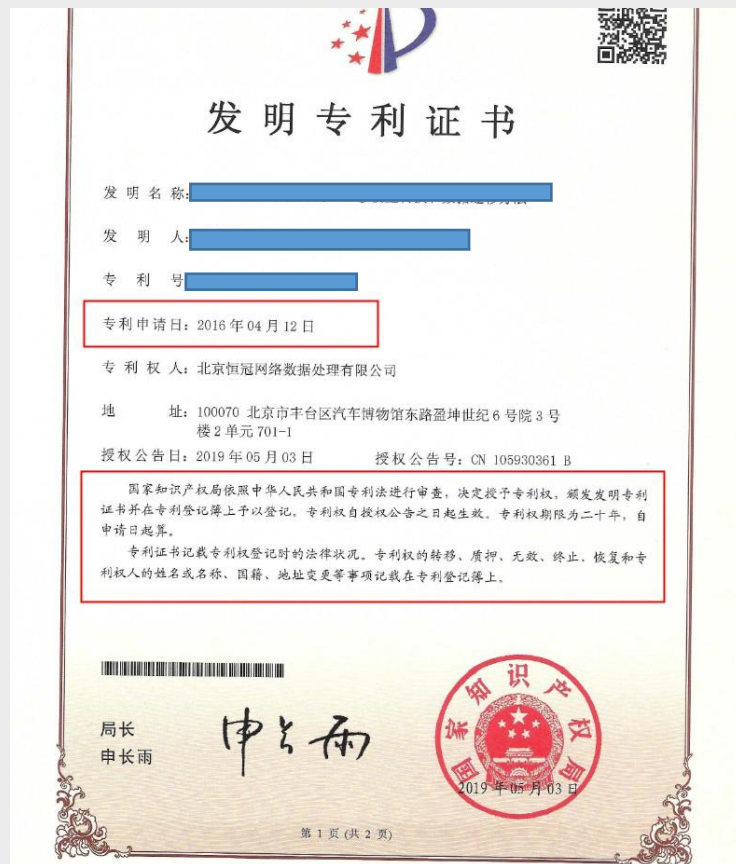 发明专利证书
发明名称:
发明人:
专利号
专利申请日: 2016年04月12日
专利权人: 北京恒冠网络数据处理有限公司
地址: 100070 北京市丰台区汽车博物馆东路盈坤世纪6号院3号
楼2单元701-1
授权公告日: 2019年05月03日 授权公告号: CN 105930361 B
国家知识产权局依照中华人民共和国专利法进行审查，决定授予专利权，颁发发明专利
证书并在专利登记簿上予以登记。专利权自授权公告之日起生效。专利权期限为二十年，自
申请日起算。
专利证书记载专利权登记时的法律状况。专利权的转移、质押、无效、终止、恢复和专
利权人的姓名或名称、国籍、地址变更等事项记载在专利登记簿上。
局长
申长雨
申长雨
国家知识产权局
2019年05月03日
第1页(共2页)